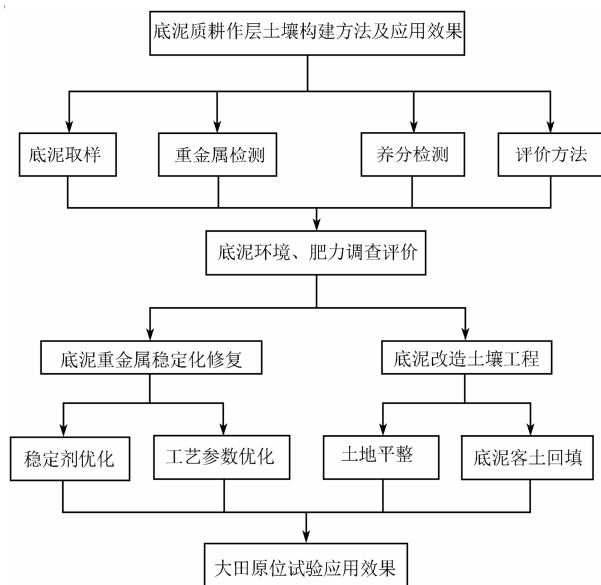 底泥质耕作层土壤构建方法及应用效果
底泥取样
重金属检测
养分检测
评价方法
底泥环境、肥力调查评价
底泥重金属稳定化修复
底泥改造土壤工程
稳定剂优化
工艺参数优化
土地平整
底泥客土回填
大田原位试验应用效果